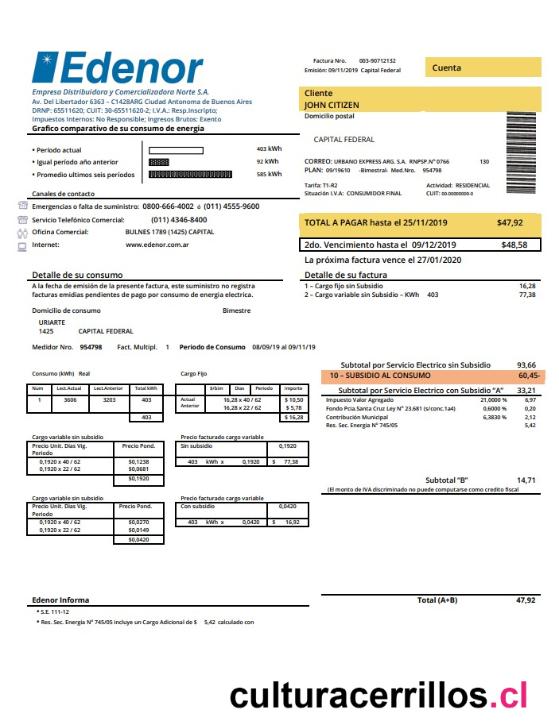 Edenor
Empresa Distribuidora y Comercializadora Norte S.A.
Av. Del Libertador 6363 – C1428ARG Ciudad Antonoma de Buenos Aires
DRNP: 65511620; CUIT: 30-65511620-2; I.V.A.: Resp.Inscripto;
Impuestos Internos: No Responsible; Ingresos Brutos: Exento
Grafico comparativo de su consumo de energia
• Periodo actual 403 kWh
• Igual periodo año anterior 92 kWh
• Promedio ultimos seis periodos 585 kWh
Canales de contacto
Emergencias o falta de suministro: 0800-666-4002 ó (011) 4555-9600
Servicio Telefónico Comercial: (011) 4346-8400
Oficina Comercial: BULNES 1789 (1425) CAPITAL
Internet: www.edenor.com.ar
Factura Nro. 003-90712132
Emisión: 09/11/2019 Capital Federal
Cuenta
Cliente
JOHN CITIZEN
Domicilio postal
CAPITAL FEDERAL
CORREO: URBANO EXPRESS ARG. S.A. RNPSP.N° 0766 130
PLAN: 09/19610 -Bimestral- Med.Nro. 954798
Tarifa: T1-R2 Actividad: RESIDENCIAL
Situación I.V.A: CONSUMIDOR FINAL CUIT: 00.00000000-0
TOTAL A PAGAR hasta el 25/11/2019 $47,92
2do. Vencimiento hasta el 09/12/2019 $48,58
La próxima factura vence el 27/01/2020
Detalle de su consumo
A la fecha de emisión de la presente factura, este suministro no registra
facturas emidias pendientes de pago por consumo de energia electrica.
Domicilio de consumo Bimestre
URIARTE
1425 CAPITAL FEDERAL
Medidor Nro. 954798 Fact. Multipl. 1 Periodo de Consumo 08/09/19 al 09/11/19
Detalle de su factura
1 – Cargo fijo sin Subsidio 16,28
2 – Cargo variable sin Subsidio – KWh 403 77,38
Consumo (kWh) Real
Num Lect.Actual Lect.Anterior Total kWh
1 3606 3203 403
403
Cargo Fijo
$/bim Dias Periodo Importe
Actual 16,28 x 40 / 62 $ 10,50
Anterior 16,28 x 22 / 62 $ 5,78
$ 16,28
Subtotal por Servicio Electrico sin Subsidio 93,66
10 – SUBSIDIO AL CONSUMO 60,45-
Subtotal por Servicio Electrico con Subsidio "A" 33,21
Impuesto Valor Agregado 21,0000 % 6,97
Fondo Pcia.Santa Cruz Ley N° 23.681 (s/conc.1a4) 0,6000 % 0,20
Contribución Municipal 6,3830 % 2,12
Res. Sec. Energia N° 745/05 5,42
Cargo variable sin subsidio
Precio Unit. Dias Vig. Precio Pond.
Periodo
0,1920 x 40 / 62 $0,1238
0,1920 x 22 / 62 $0,0681
$0,1920
Precio facturado cargo variable
Sin subsidio 0,1920
403 kWh x 0,1920 $ 77,38
Cargo variable sin subsidio
Precio Unit. Dias Vig. Precio Pond.
Periodo
0,1920 x 40 / 62 $0,0270
0,1920 x 22 / 62 $0,0149
$0,0420
Precio facturado cargo variable
Con subsidio 0,0420
403 kWh x 0,0420 $ 16,92
Subtotal "B" 14,71
(El monto de IVA discriminado no puede computarse como credito fiscal
Edenor Informa
* S.E. 111-12
* Res. Sec. Energia N° 745/05 incluye un Cargo Adicional de $ 5,42 calculado con
Total (A+B) 47,92
culturacerrillos.cl